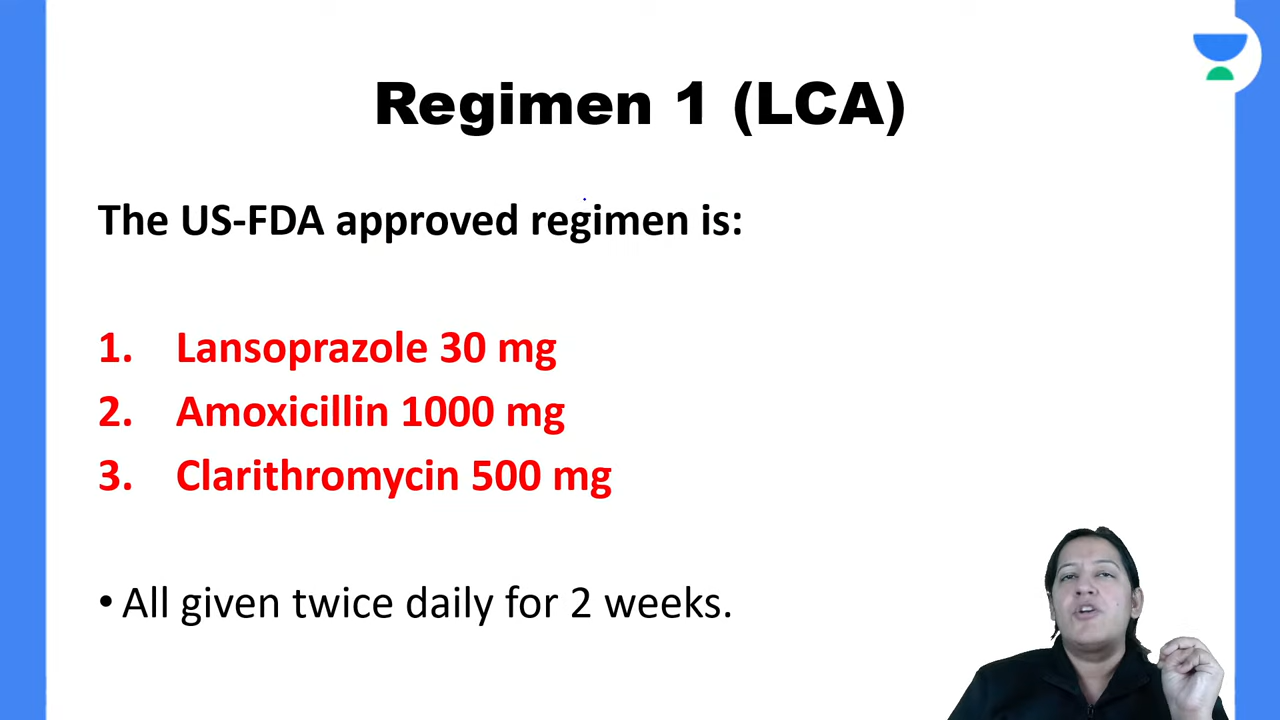 Regimen 1 (LCA)
The US-FDA approved regimen is:
1. Lansoprazole 30 mg
2. Amoxicillin 1000 mg
3. Clarithromycin 500 mg
• All given twice daily for 2 weeks.